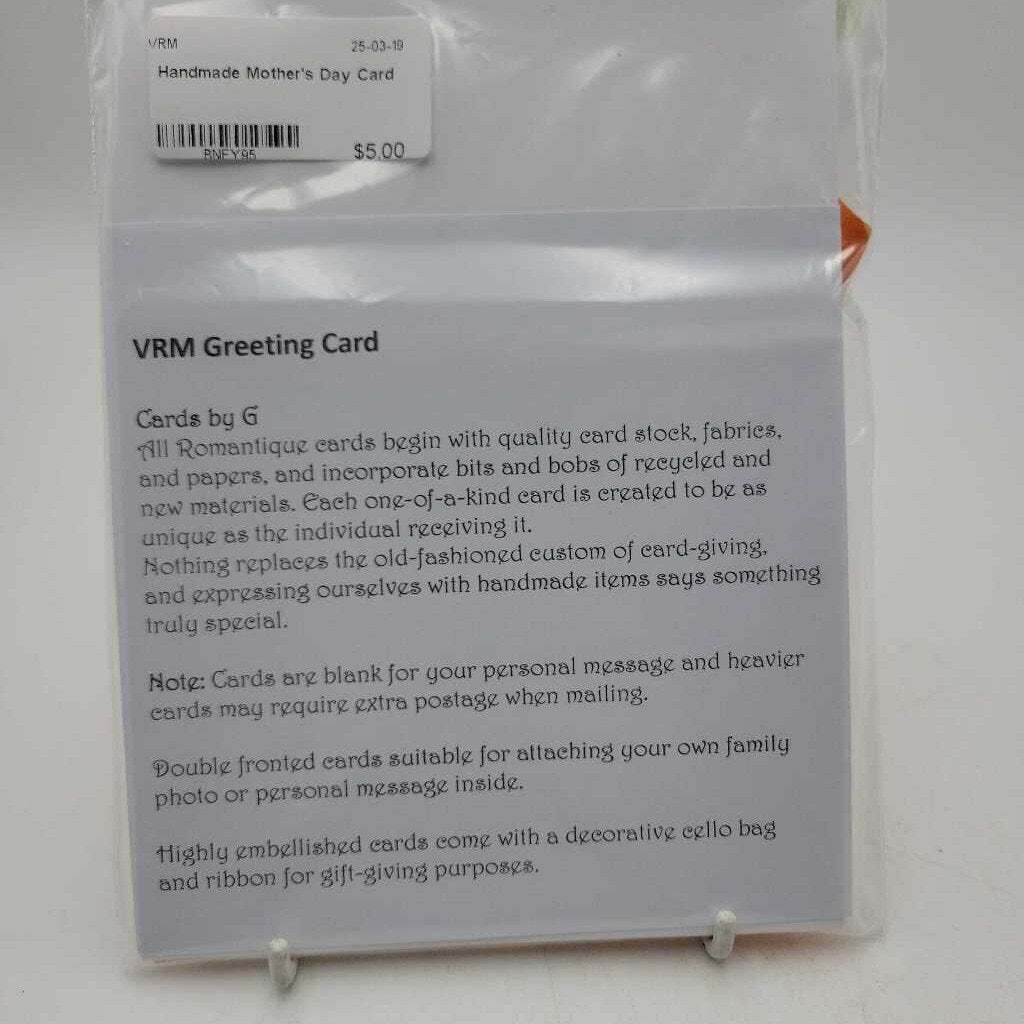 VRM 25-03-19
Handmade Mother's Day Card
RNFY95 $5.00
VRM Greeting Card
Cards by G
All Romantique cards begin with quality card stock, fabrics,
and papers, and incorporate bits and bobs of recycled and
new materials. Each one-of-a-kind card is created to be as
unique as the individual receiving it.
Nothing replaces the old-fashioned custom of card-giving,
and expressing ourselves with handmade items says something
truly special.
Note: Cards are blank for your personal message and heavier
cards may require extra postage when mailing.
Double fronted cards suitable for attaching your own family
photo or personal message inside.
Highly embellished cards come with a decorative cello bag
and ribbon for gift-giving purposes.